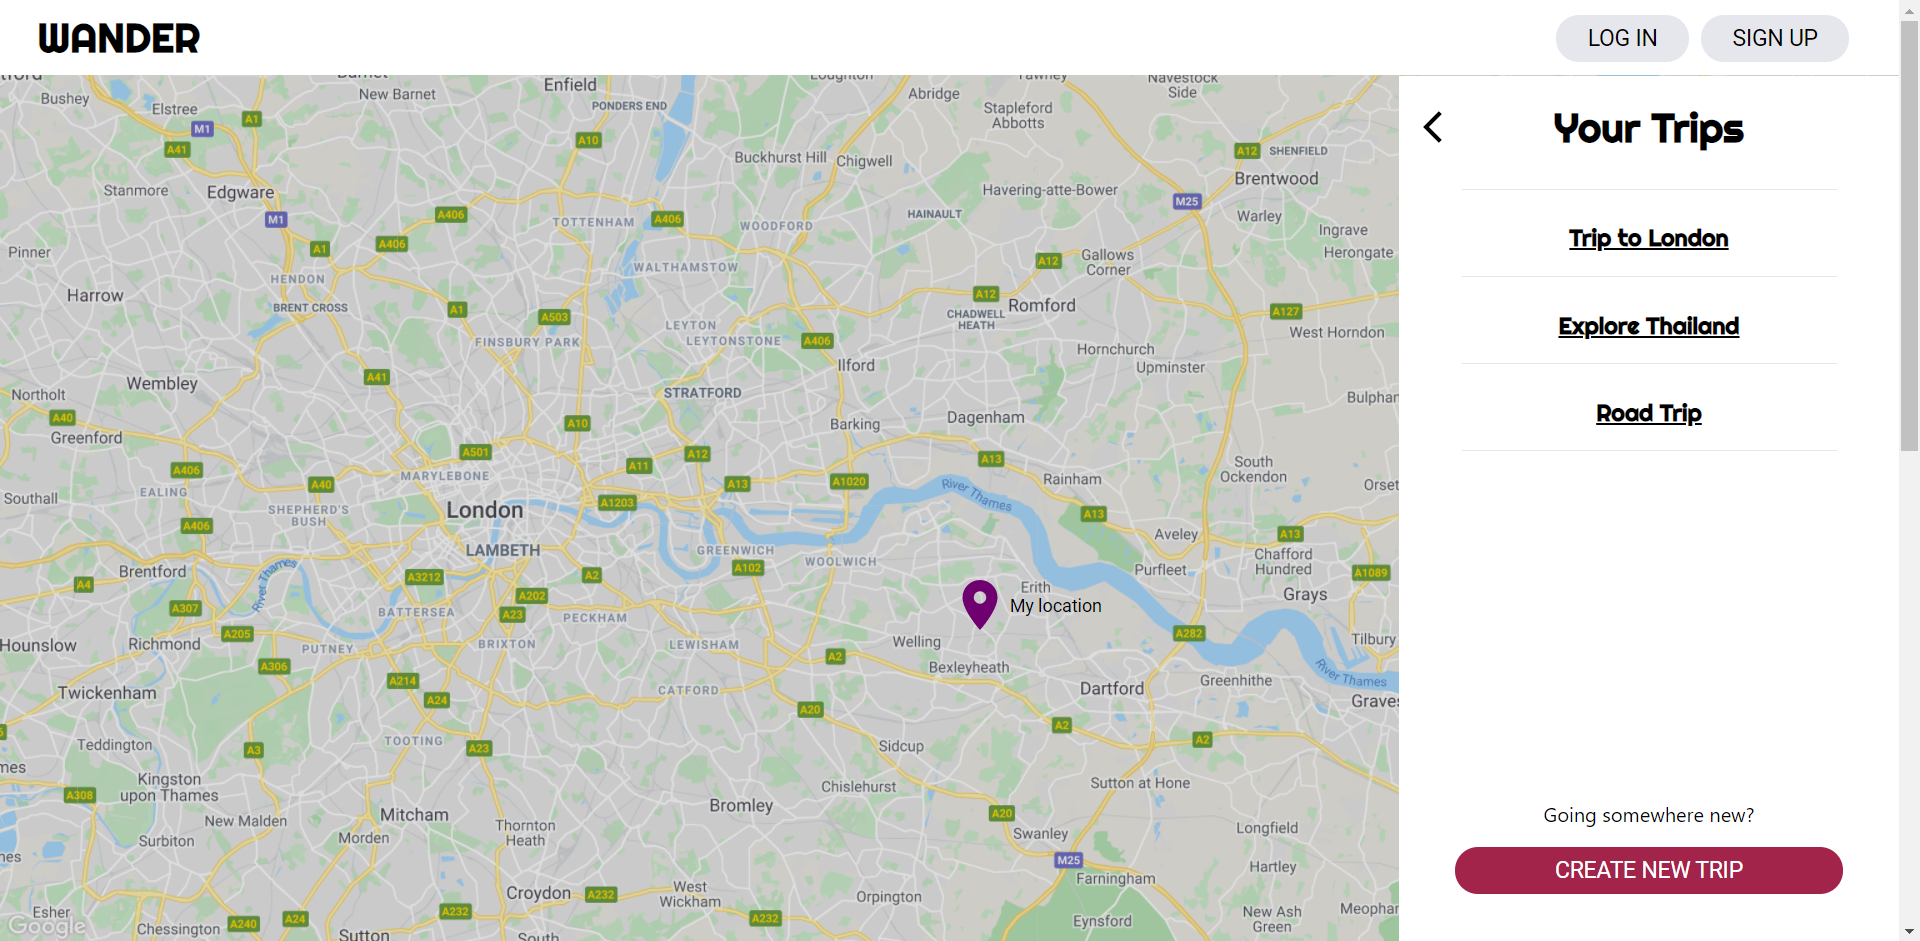 WANDER
LOG IN
SIGN UP
Your Trips
Trip to London
Explore Thailand
Road Trip
Going somewhere new?
CREATE NEW TRIP
Enfield
Loughton
Navestock
Side
Bushey
New Barnet
PONDERS END
Abridge
Elstree
Stapleford
Abbotts
A1
M1
A41
A10
Buckhurst Hill
Chigwell
A12
SHENFIELD
Stanmore
Edgware
Havering-atte-Bower
Brentwood
M25
M1
A406
TOTTENHAM
A406
WOODFORD
HAINAULT
Warley
Ingrave
Pinner
A1
A406
Herongate
Gallows
Corner
A12
HENDON
WALTHAMSTOW
Harrow
BRENT CROSS
A1
A503
A12
Romford
CHADWELL
HEATH
A127
LEYTON
LEYTONSTONE
A406
FINSBURY PARK
West Horndon
Hornchurch
Upminster
Ilford
Wembley
A41
Northolt
STRATFORD
Bulphan
A40
Greenford
A10
Barking
Dagenham
A501
A12
A13
A11
A406
MARYLEBONE
South
Ockendon
Rainham
A40
A13
A1020
River Thames
Southall
EALING
A1203
SHEPHERD'S
BUSH
London
A13
A406
LAMBETH
GREENWICH
Aveley
A13
Chafford
Hundred
WOOLWICH
Brentford
River Thames
A3212
A2
A102
Purfleet
A1089
A4
Erith
Grays
A307
BATTERSEA
A202
A23
PECKHAM
My location
Hounslow
Richmond
A205
PUTNEY
BRIXTON
LEWISHAM
Welling
A282
Tilbury
A306
A2
Bexleyheath
River Thames
Twickenham
A214
A24
CATFORD
Dartford
Greenhithe
A20
A2
A2
Teddington
A3
TOOTING
A23
Sidcup
Kingston
upon Thames
A308
Chislehurst
Sutton at Hone
New Malden
Mitcham
Bromley
A20
Surbiton
Morden
Thornton
Heath
Swanley
Longfield
M25
Hartley
Farningham
Croydon
A232
West
Wickham
Orpington
Esher
A240
A24
A232
A232
Eynsford
New Ash
Green
Chessington
Sutton
South
Google